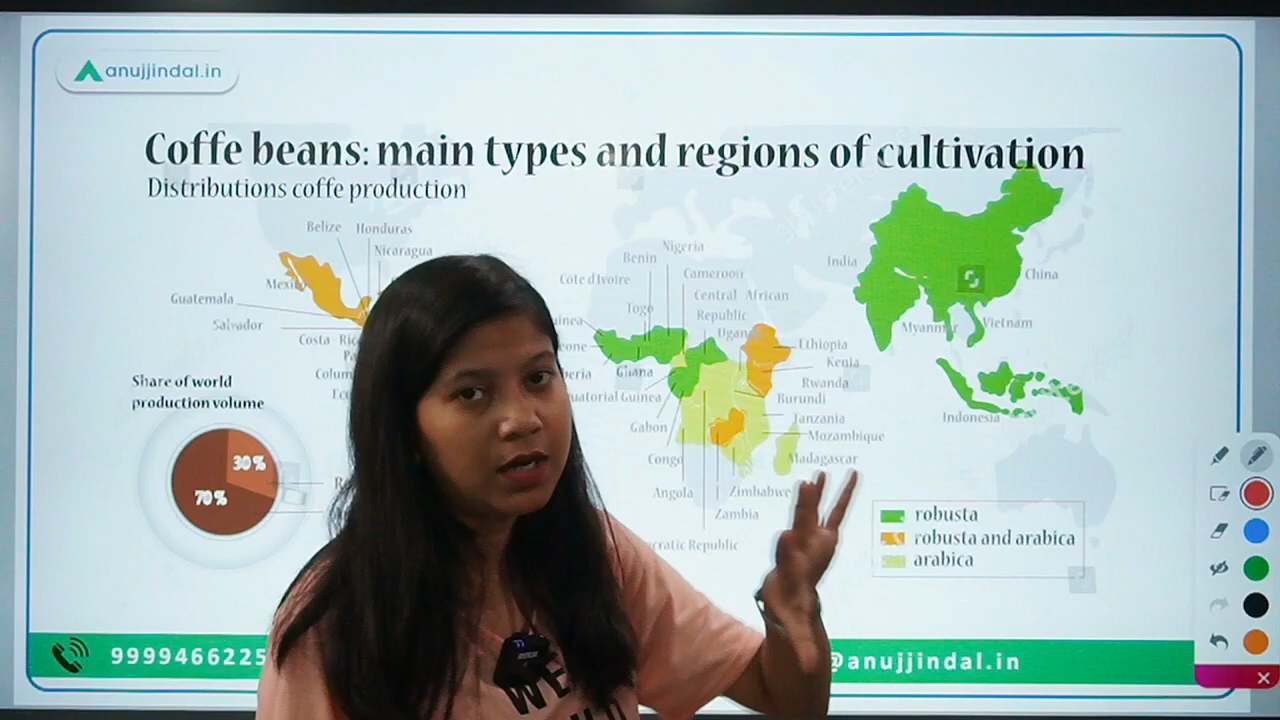 anujjindal.in
Coffe beans: main types and regions of cultivation
Distributions coffe production
Belize Honduras
Nicaragua
Guatemala
Salvador
Costa
Share of world
production volume
30%
70%
Nigeria
Benin
Cameroon
Cote d'Ivoire
Central African
Togo
Republic
Ethiopia
Ghana
Kenia
Rwanda
Burundi
Gabon
Tanzania
Mozambique
Congo
Madagascar
Angola
Zimbabwe
Zambia
Republic
India
China
Myanmar
Vietnam
Indonesia
robusta
robusta and arabica
arabica
9999466225
@anujjindal.in
WE